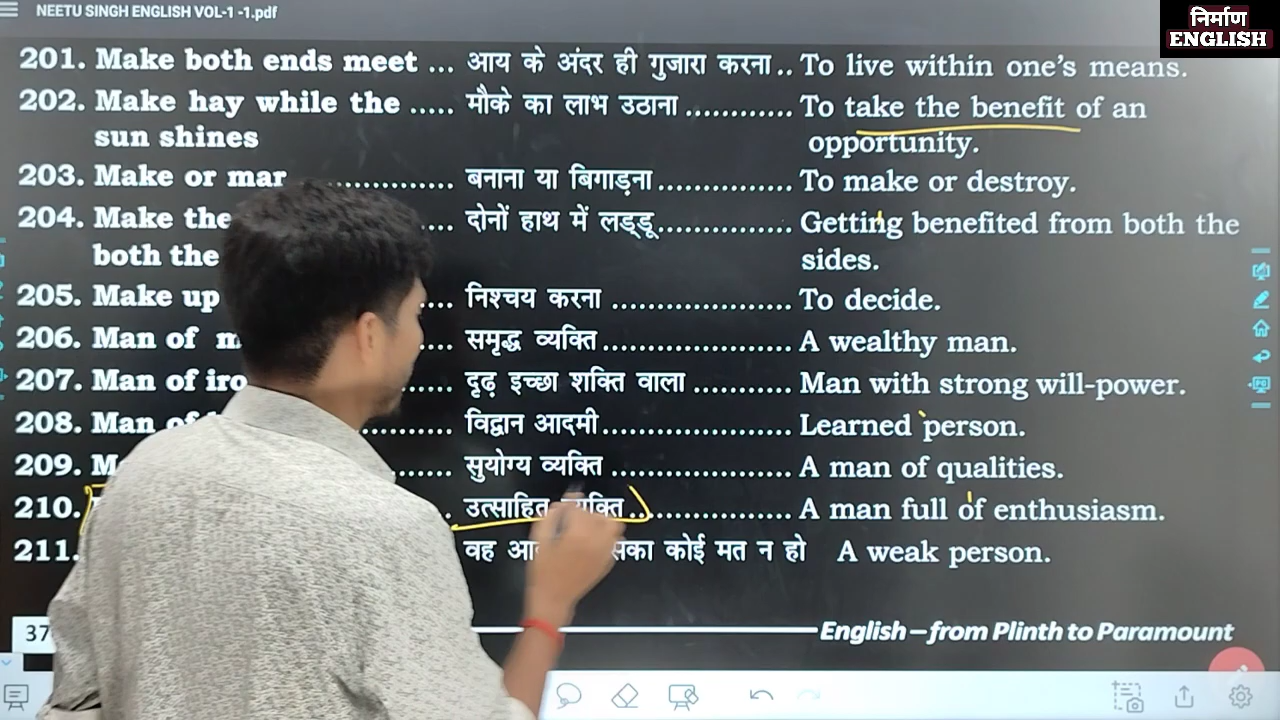 NEETU SINGH ENGLISH VOL-1 -1.pdf
निर्माण
ENGLISH
201. Make both ends meet ... आय के अंदर ही गुजारा करना.. To live within one's means.
202. Make hay while the ..... मौके का लाभ उठाना ............ To take the benefit of an
sun shines opportunity.
203. Make or mar ............ बनाना या बिगाड़ना ............. To make or destroy.
204. Make the .... दोनों हाथ में लड्डू ............... Getting benefited from both the
both the sides.
205. Make up .... निश्चय करना .................... To decide.
206. Man of .... समृद्ध व्यक्ति ..................... A wealthy man.
207. Man of ...... दृढ़ इच्छा शक्ति वाला ........... Man with strong will-power.
208. Man of .......... विद्वान आदमी ...................... Learned person.
209. ...... सुयोग्य व्यक्ति .................... A man of qualities.
210. उत्साहित व्यक्ति .................. A man full of enthusiasm.
211. वह कोई मत न हो A weak person.
37
English – from Plinth to Paramount